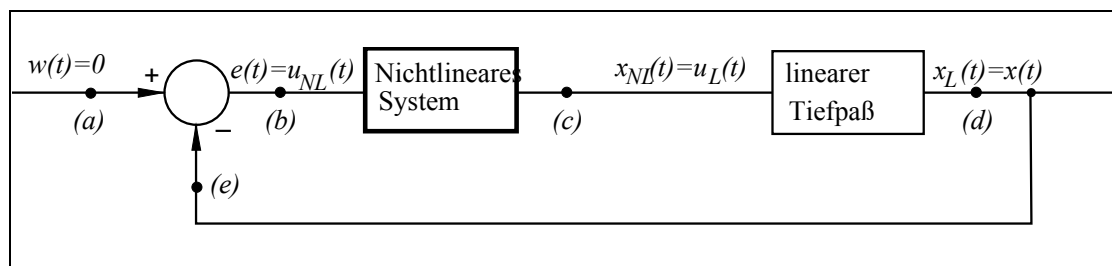 w(t)=0
+
−
(a)
(e)
e(t)=u_NL(t)
(b)
Nichtlineares
System
(c)
x_NL(t)=u_L(t)
linearer
Tiefpaß
x_L(t)=x(t)
(d)